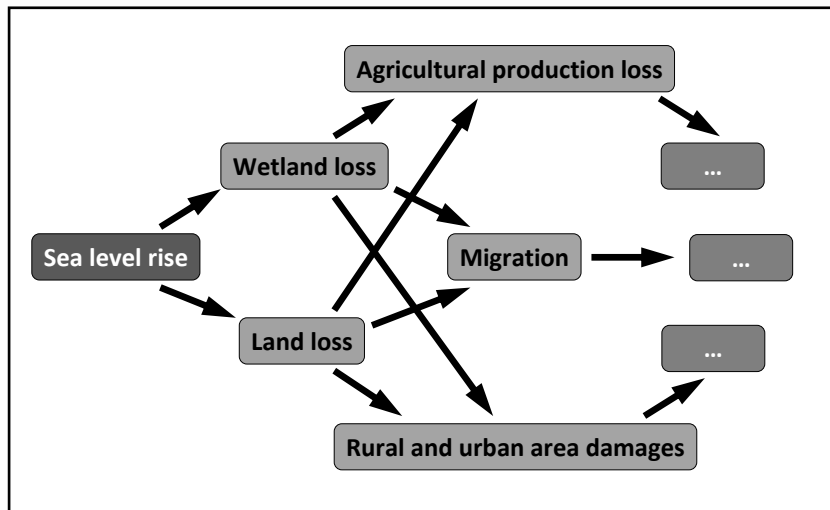 Agricultural production loss
Wetland loss
...
Sea level rise
Migration
...
Land loss
...
Rural and urban area damages